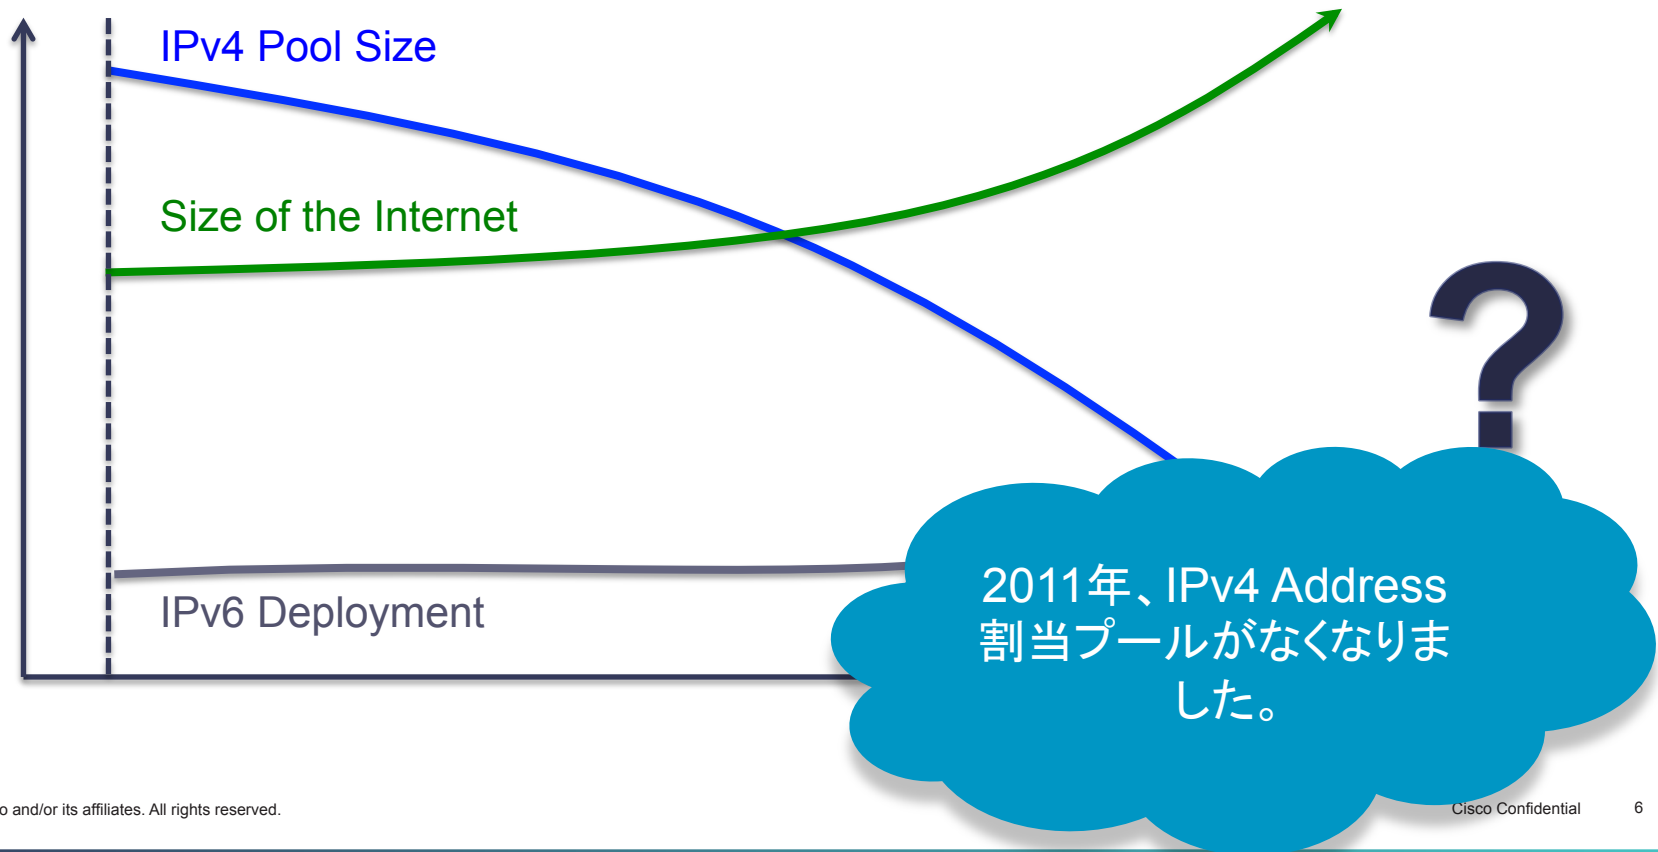 IPv4 Pool Size
Size of the Internet
?
IPv6 Deployment
2011年、IPv4 Address
割当プールがなくなりま
した。
o and/or its affiliates. All rights reserved.
Cisco Confidential 6